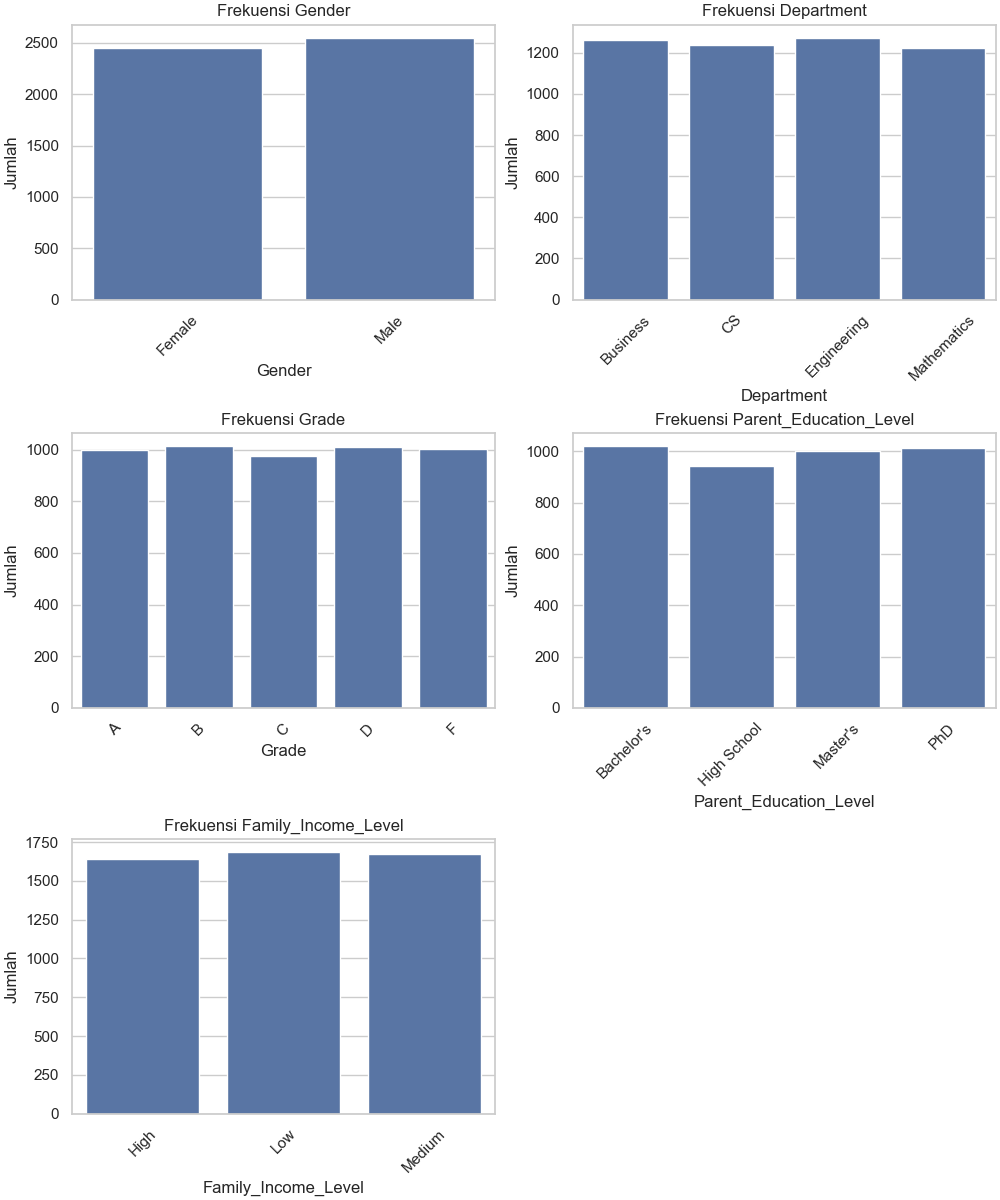 Frekuensi Gender
Jumlah
2500
2000
1500
1000
500
0
Female
Male
Gender
Frekuensi Department
Jumlah
1200
1000
800
600
400
200
0
Business
CS
Engineering
Mathematics
Department
Frekuensi Grade
Jumlah
1000
800
600
400
200
0
A
B
C
D
F
Grade
Frekuensi Parent_Education_Level
Jumlah
1000
800
600
400
200
0
Bachelor's
High School
Master's
PhD
Parent_Education_Level
Frekuensi Family_Income_Level
Jumlah
1750
1500
1250
1000
750
500
250
0
High
Low
Medium
Family_Income_Level